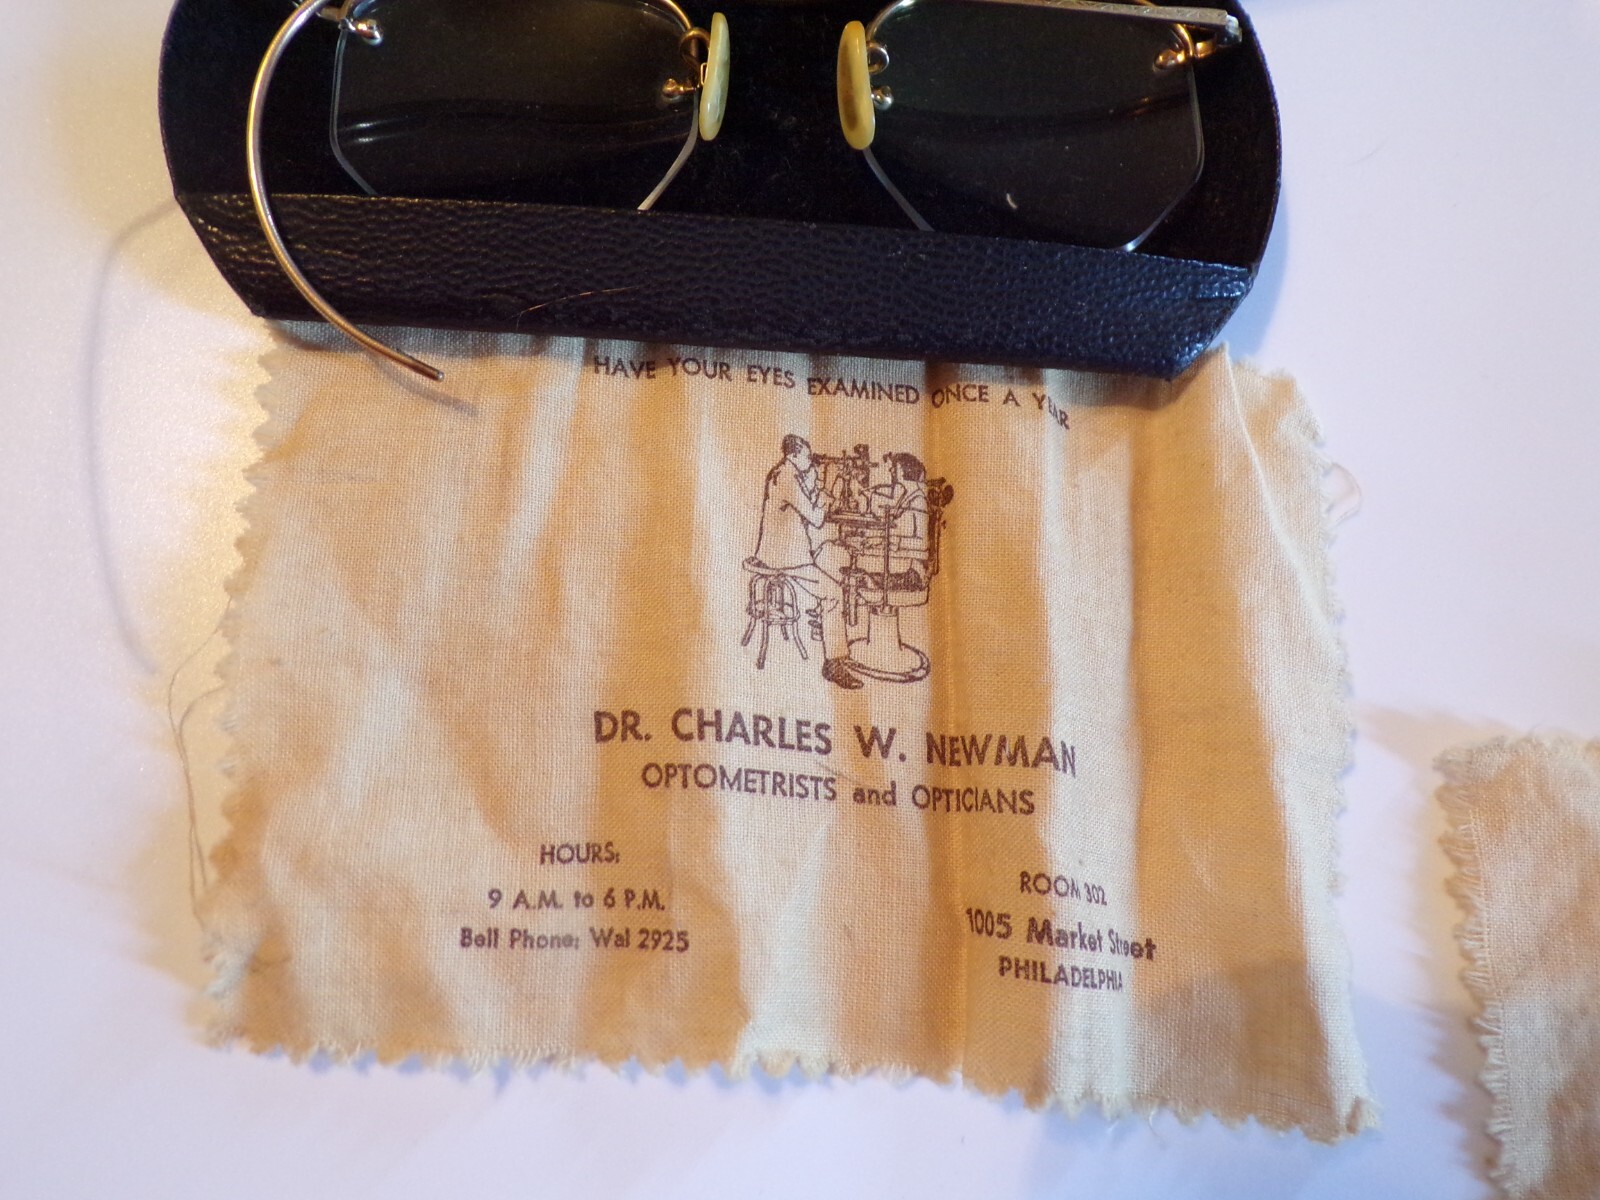 HAVE YOUR EYES EXAMINED ONCE A YEAR
DR. CHARLES W. NEWMAN
OPTOMETRISTS and OPTICIANS
HOURS:
9 A.M. to 6 P.M.
Bell Phone: Wal 2925
ROOM 302
1005 Market Street
PHILADELPHIA